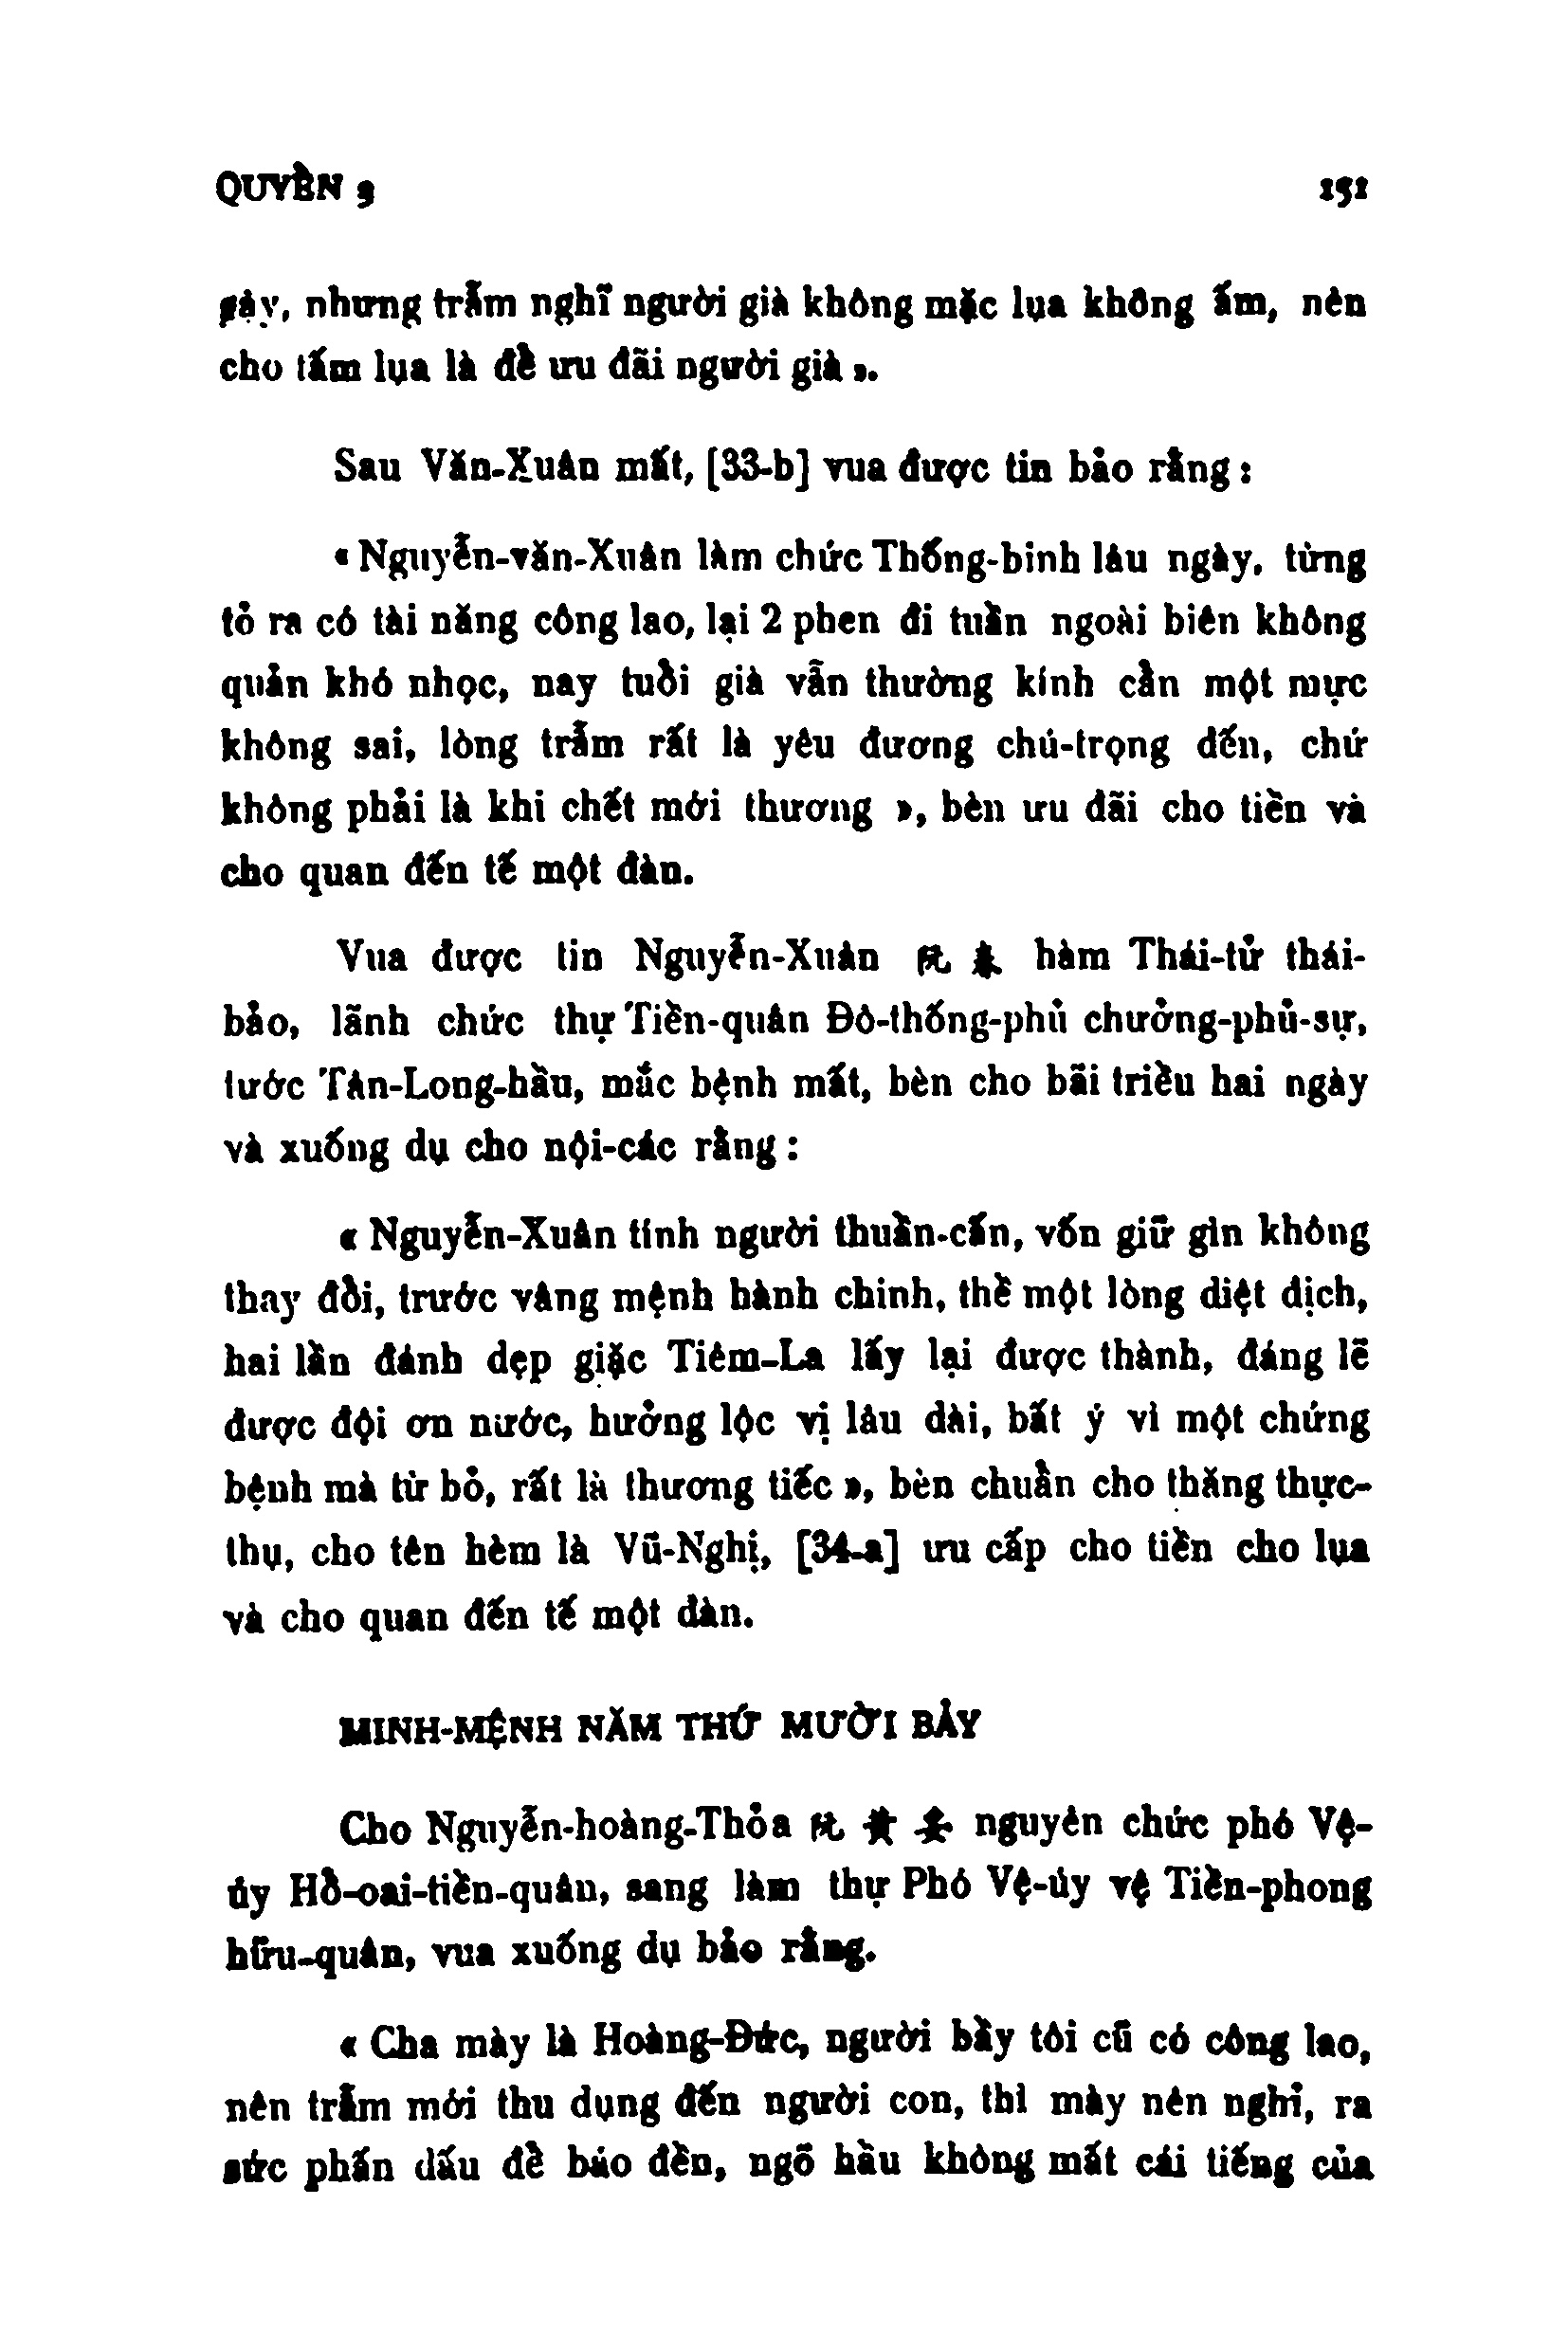 QUYỀN 9 151
gậy, nhưng trẫm nghĩ người già không mặc lụa không ấm, nên
cho tấm lụa là để ưu đãi người già ».
Sau Văn-Xuân mất, [33-b] vua được tin bảo rằng :
« Nguyễn-văn-Xuân làm chức Thống-binh lâu ngày, từng
tỏ ra có tài năng công lao, lại 2 phen đi tuần ngoài biên không
quản khó nhọc, nay tuổi già vẫn thường kính cẩn một mực
không sai, lòng trẫm rất là yêu đương chú-trọng đến, chứ
không phải là khi chết mới thương », bèn ưu đãi cho tiền và
cho quan đến tế một đàn.
Vua được tin Nguyễn-Xuân 阮 春 hàm Thái-tử thái-
bảo, lãnh chức thự Tiền-quân Đô-thống-phủ chưởng-phủ-sự,
tước Tân-Long-hầu, mắc bệnh mất, bèn cho bãi triều hai ngày
và xuống dụ cho nội-các rằng :
« Nguyễn-Xuân tính người thuần-cẩn, vốn giữ gìn không
thay đổi, trước vâng mệnh hành chinh, thề một lòng diệt địch,
hai lần đánh dẹp giặc Tiêm-La lấy lại được thành, đáng lẽ
được đội ơn nước, hưởng lộc vị lâu dài, bất ý vì một chứng
bệnh mà từ bỏ, rất là thương tiếc », bèn chuẩn cho thăng thực-
thụ, cho tên hèm là Vũ-Nghị, [34-a] ưu cấp cho tiền cho lụa
và cho quan đến tế một đàn.
MINH-MỆNH NĂM THỨ MƯỜI BẢY
Cho Nguyễn-hoàng-Thỏa 阮 黃 nguyên chức phó Vệ-
úy Hổ-oai-tiền-quân, sang làm thự Phó Vệ-úy vệ Tiền-phong
hữu-quân, vua xuống dụ bảo rằng.
« Cha mày là Hoàng-Đức, người bầy tôi cũ có công lao,
nên trẫm mới thu dụng đến người con, thì mày nên nghĩ, ra
sức phấn đấu để báo đền, ngõ hầu không mất cái tiếng của